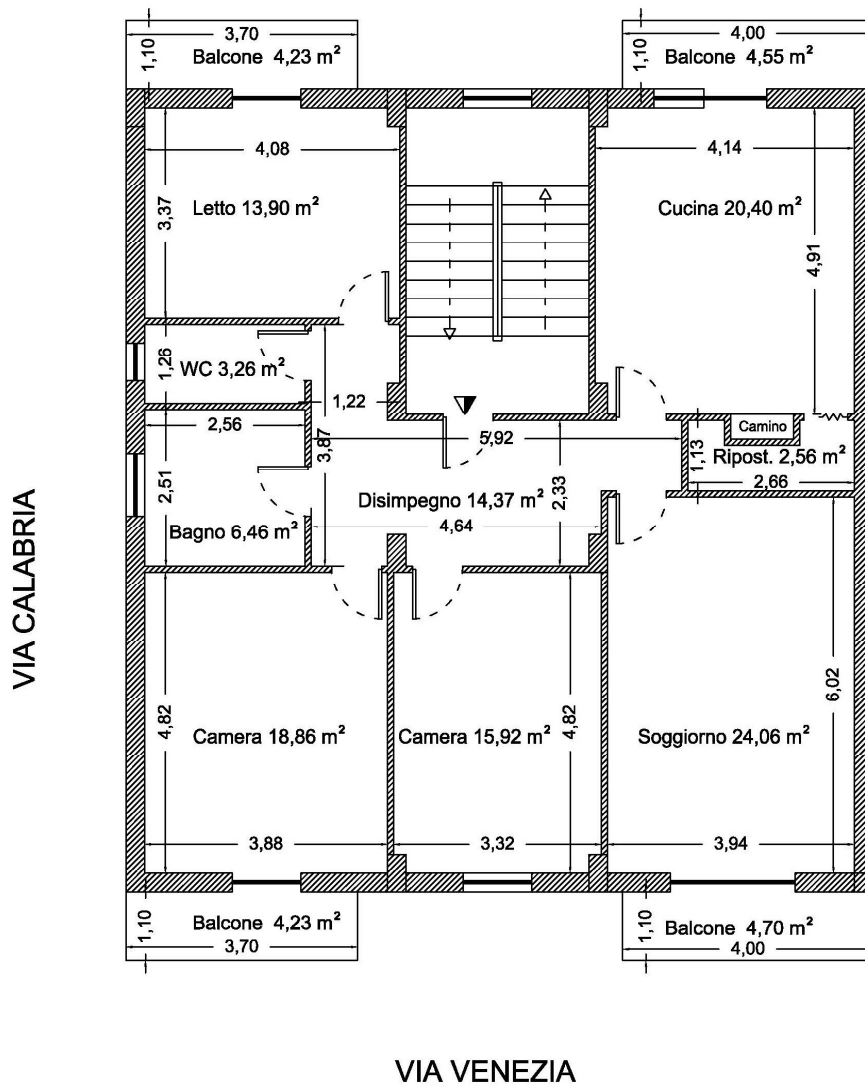 3,70
1,10
Balcone 4,23 m²
4,00
1,10
Balcone 4,55 m²
4,08
4,14
3,37
Letto 13,90 m²
Cucina 20,40 m²
4,91
1,26
WC 3,26 m²
1,22
2,56
3,87
5,92
Camino
1,13
Ripost. 2,56 m²
2,66
2,51
Disimpegno 14,37 m²
2,33
4,64
Bagno 6,46 m²
VIA CALABRIA
4,82
Camera 18,86 m²
Camera 15,92 m²
4,82
Soggiorno 24,06 m²
6,02
3,88
3,32
3,94
1,10
Balcone 4,23 m²
3,70
1,10
Balcone 4,70 m²
4,00
VIA VENEZIA